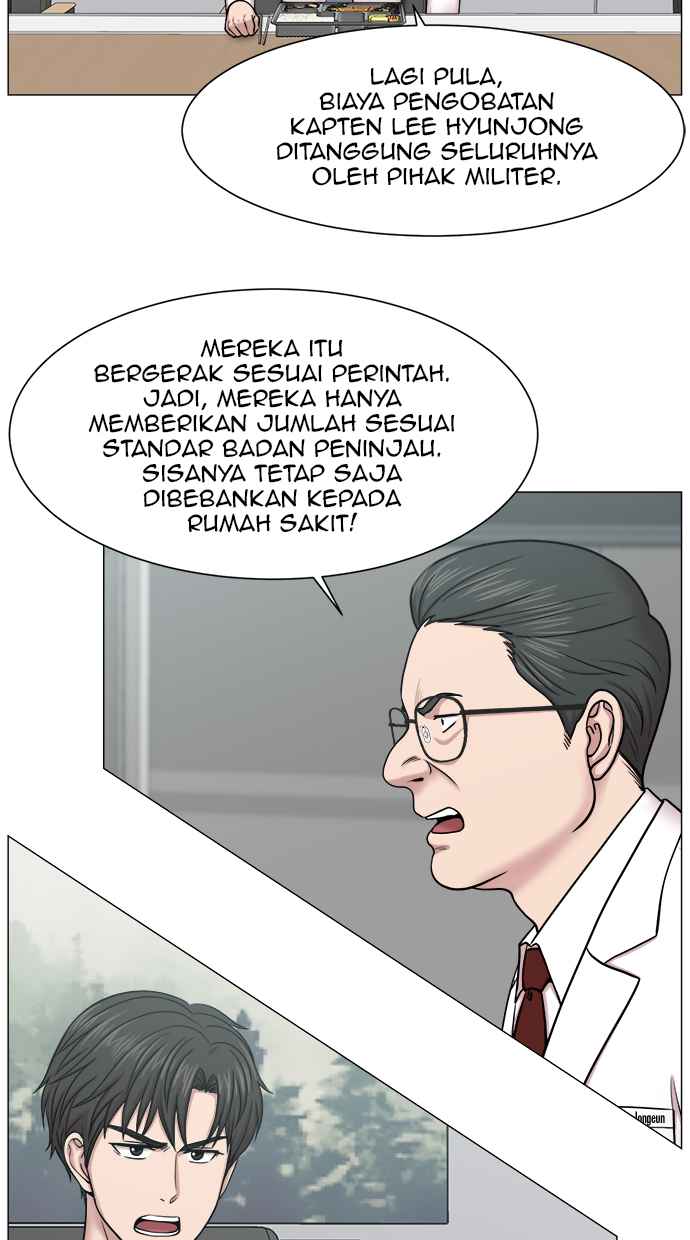 LAGI PULA,
BIAYA PENGOBATAN
KAPTEN LEE HYUNJONG
DITANGGUNG SELURUHNYA
OLEH PIHAK MILITER.
MEREKA ITU
BERGERAK SESUAI PERINTAH.
JADI, MEREKA HANYA
MEMBERIKAN JUMLAH SESUAI
STANDAR BADAN PENINJAU.
SISANYA TETAP SAJA
DIBEBANKAN KEPADA
RUMAH SAKIT!